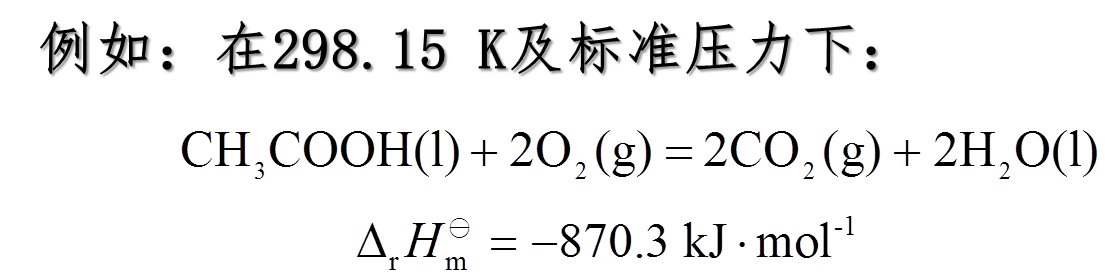 例如：在298.15 K及标准压力下：
CH₃COOH(l) + 2O₂(g) = 2CO₂(g) + 2H₂O(l)
ΔᵣHₘ⊖ = −870.3 kJ·mol⁻¹